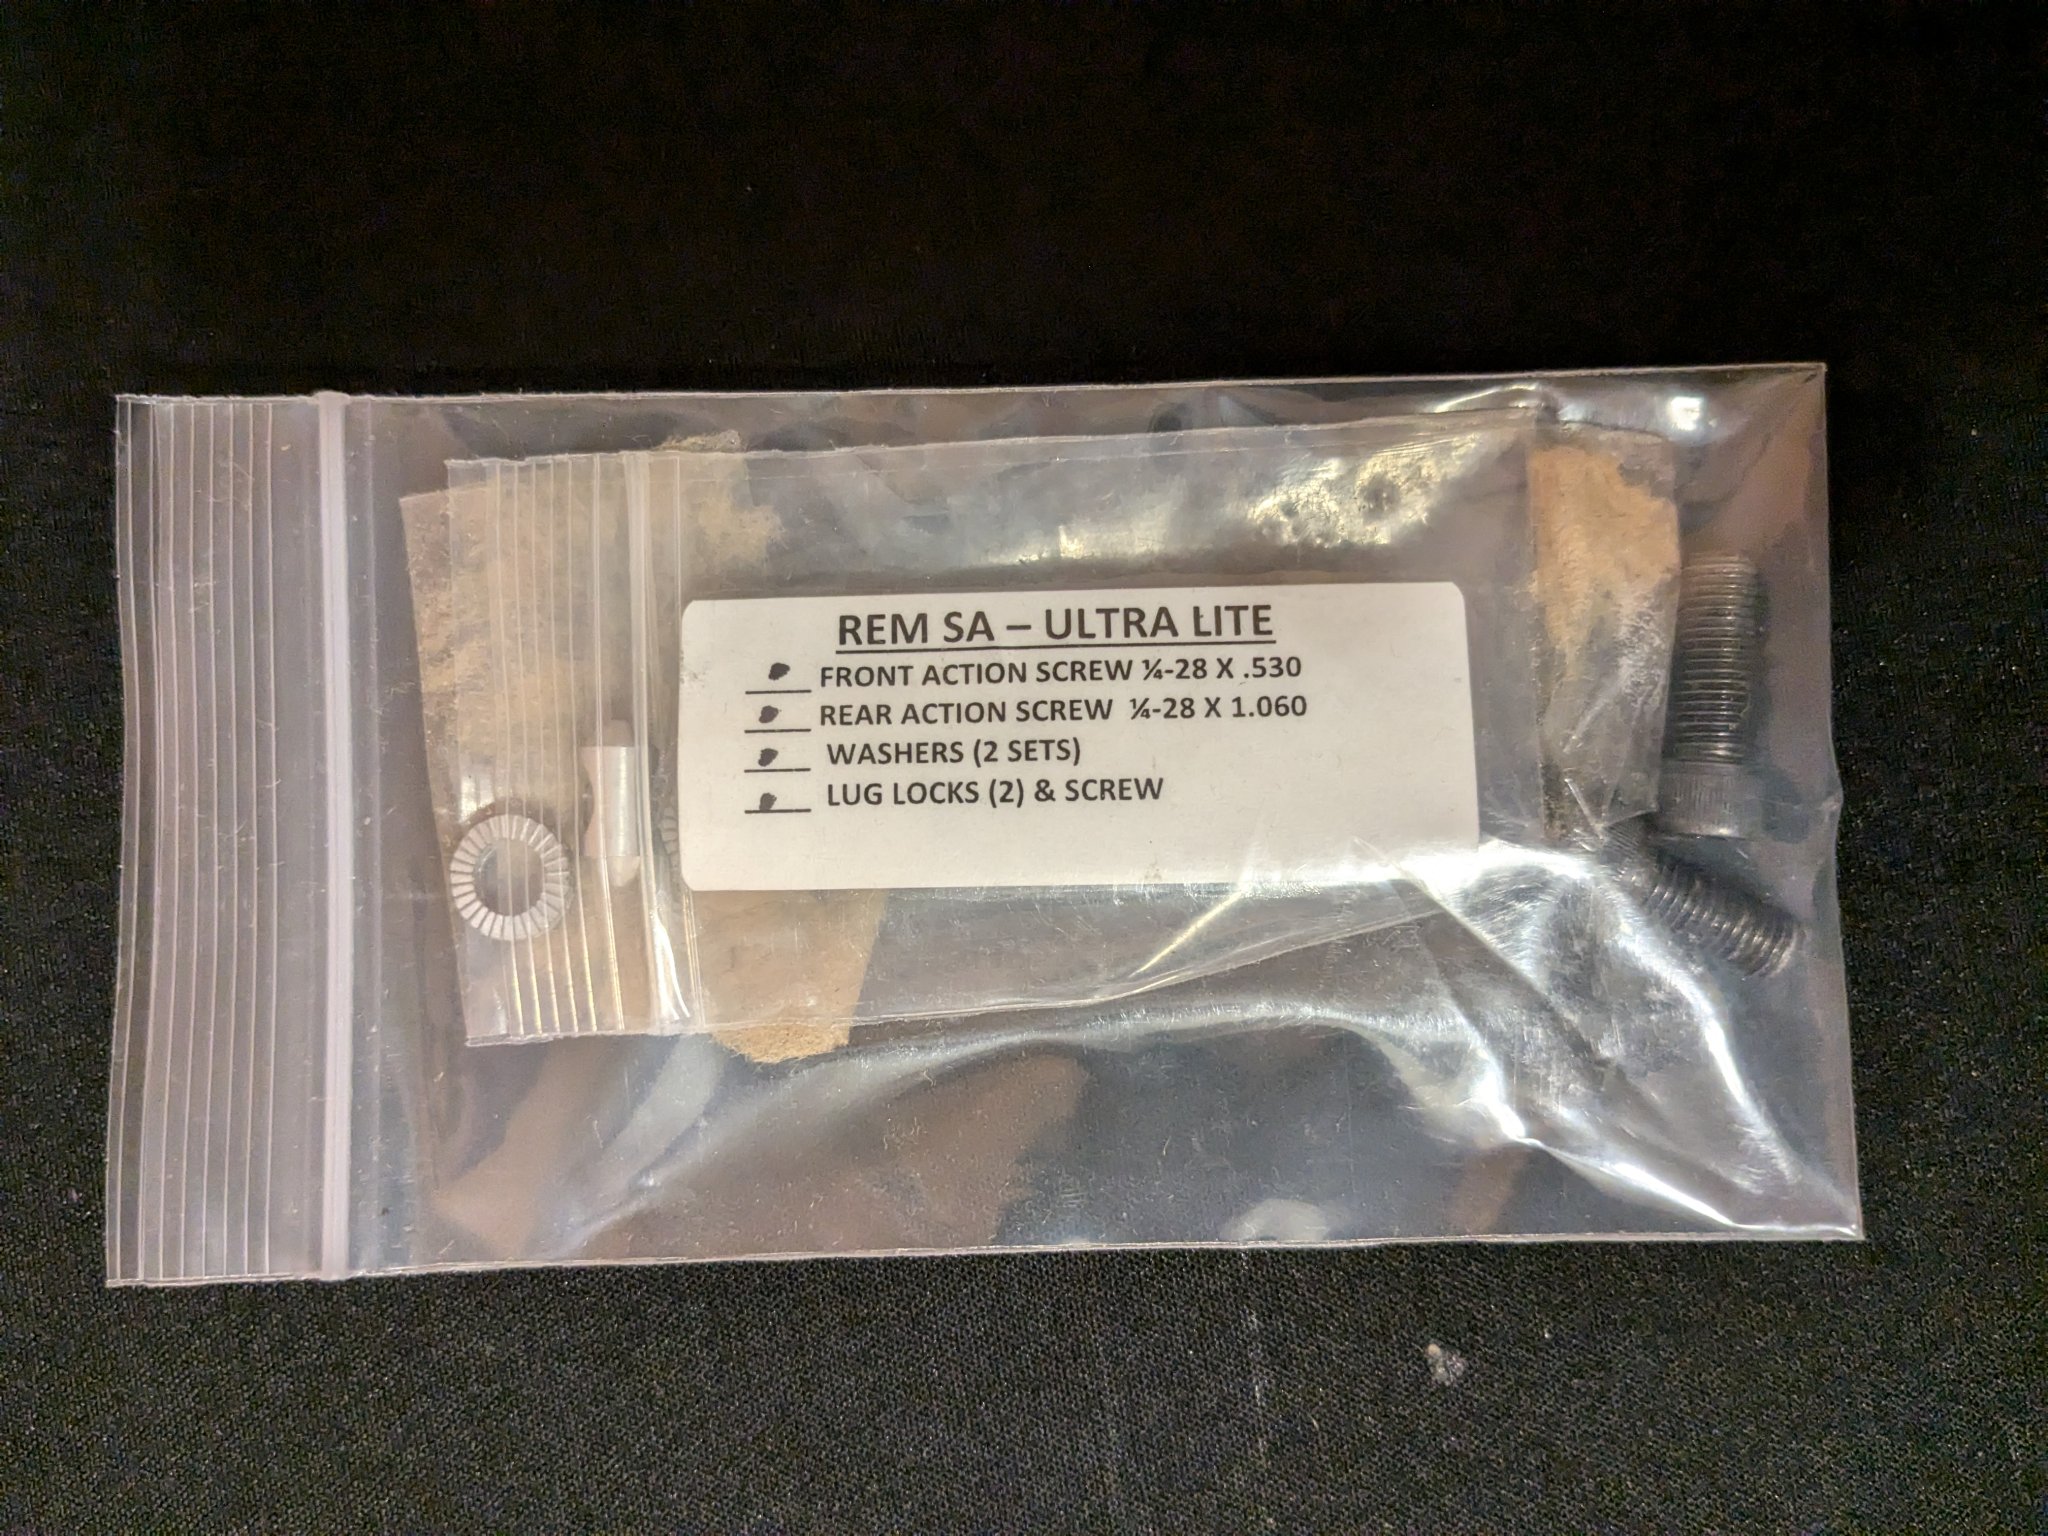 REM SA – ULTRA LITE
FRONT ACTION SCREW ¼-28 X .530
REAR ACTION SCREW ¼-28 X 1.060
WASHERS (2 SETS)
LUG LOCKS (2) & SCREW